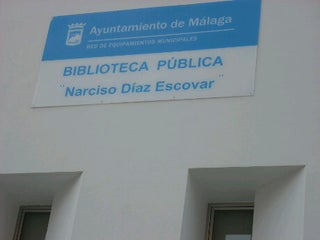 Ayuntamiento de Málaga
RED DE EQUIPAMIENTOS MUNICIPALES
BIBLIOTECA PÚBLICA
"Narciso Díaz Escovar"